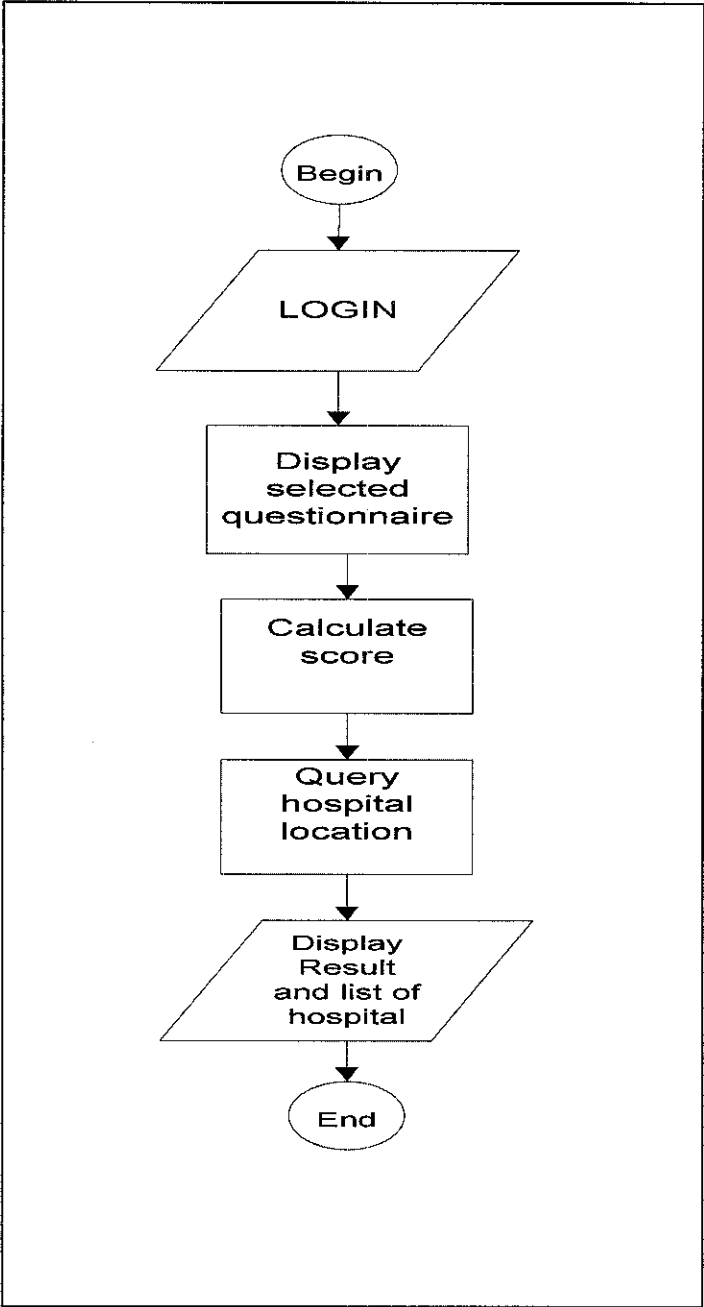 Begin
LOGIN
Display
selected
questionnaire
Calculate
score
Query
hospital
location
Display
Result
and list of
hospital
End